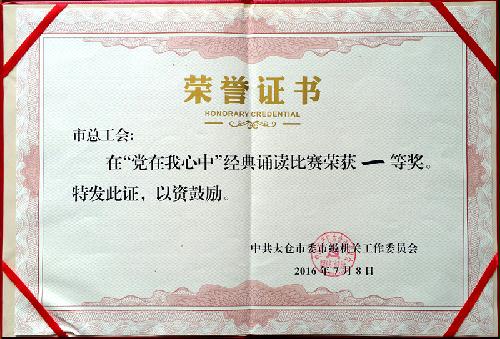 荣誉证书
HONORARY CREDENTIAL
市总工会：
在“党在我心中”经典诵读比赛荣获一等奖。
特发此证，以资鼓励。
中共太仓市委市级机关工作委员会
2016年7月8日